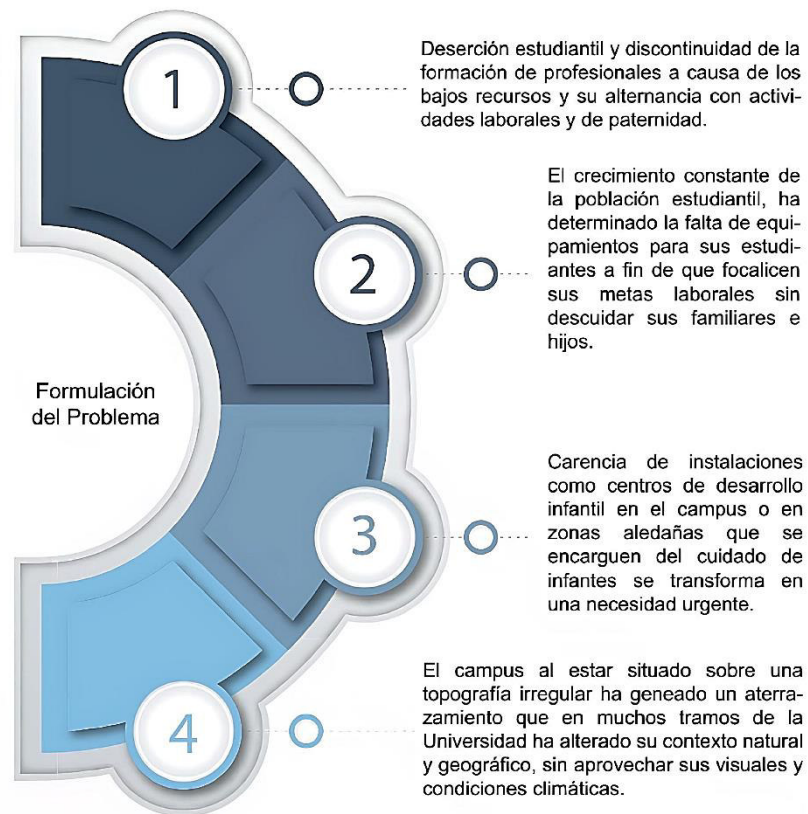 1
Deserción estudiantil y discontinuidad de la
formación de profesionales a causa de los
bajos recursos y su alternancia con activi-
dades laborales y de paternidad.
2
El crecimiento constante de
la población estudiantil, ha
determinado la falta de equi-
pamientos para sus estudi-
antes a fin de que focalicen
sus metas laborales sin
descuidar sus familiares e
hijos.
Formulación
del Problema
3
Carencia de instalaciones
como centros de desarrollo
infantil en el campus o en
zonas aledañas que se
encarguen del cuidado de
infantes se transforma en
una necesidad urgente.
4
El campus al estar situado sobre una
topografía irregular ha geneado un aterra-
zamiento que en muchos tramos de la
Universidad ha alterado su contexto natural
y geográfico, sin aprovechar sus visuales y
condiciones climáticas.